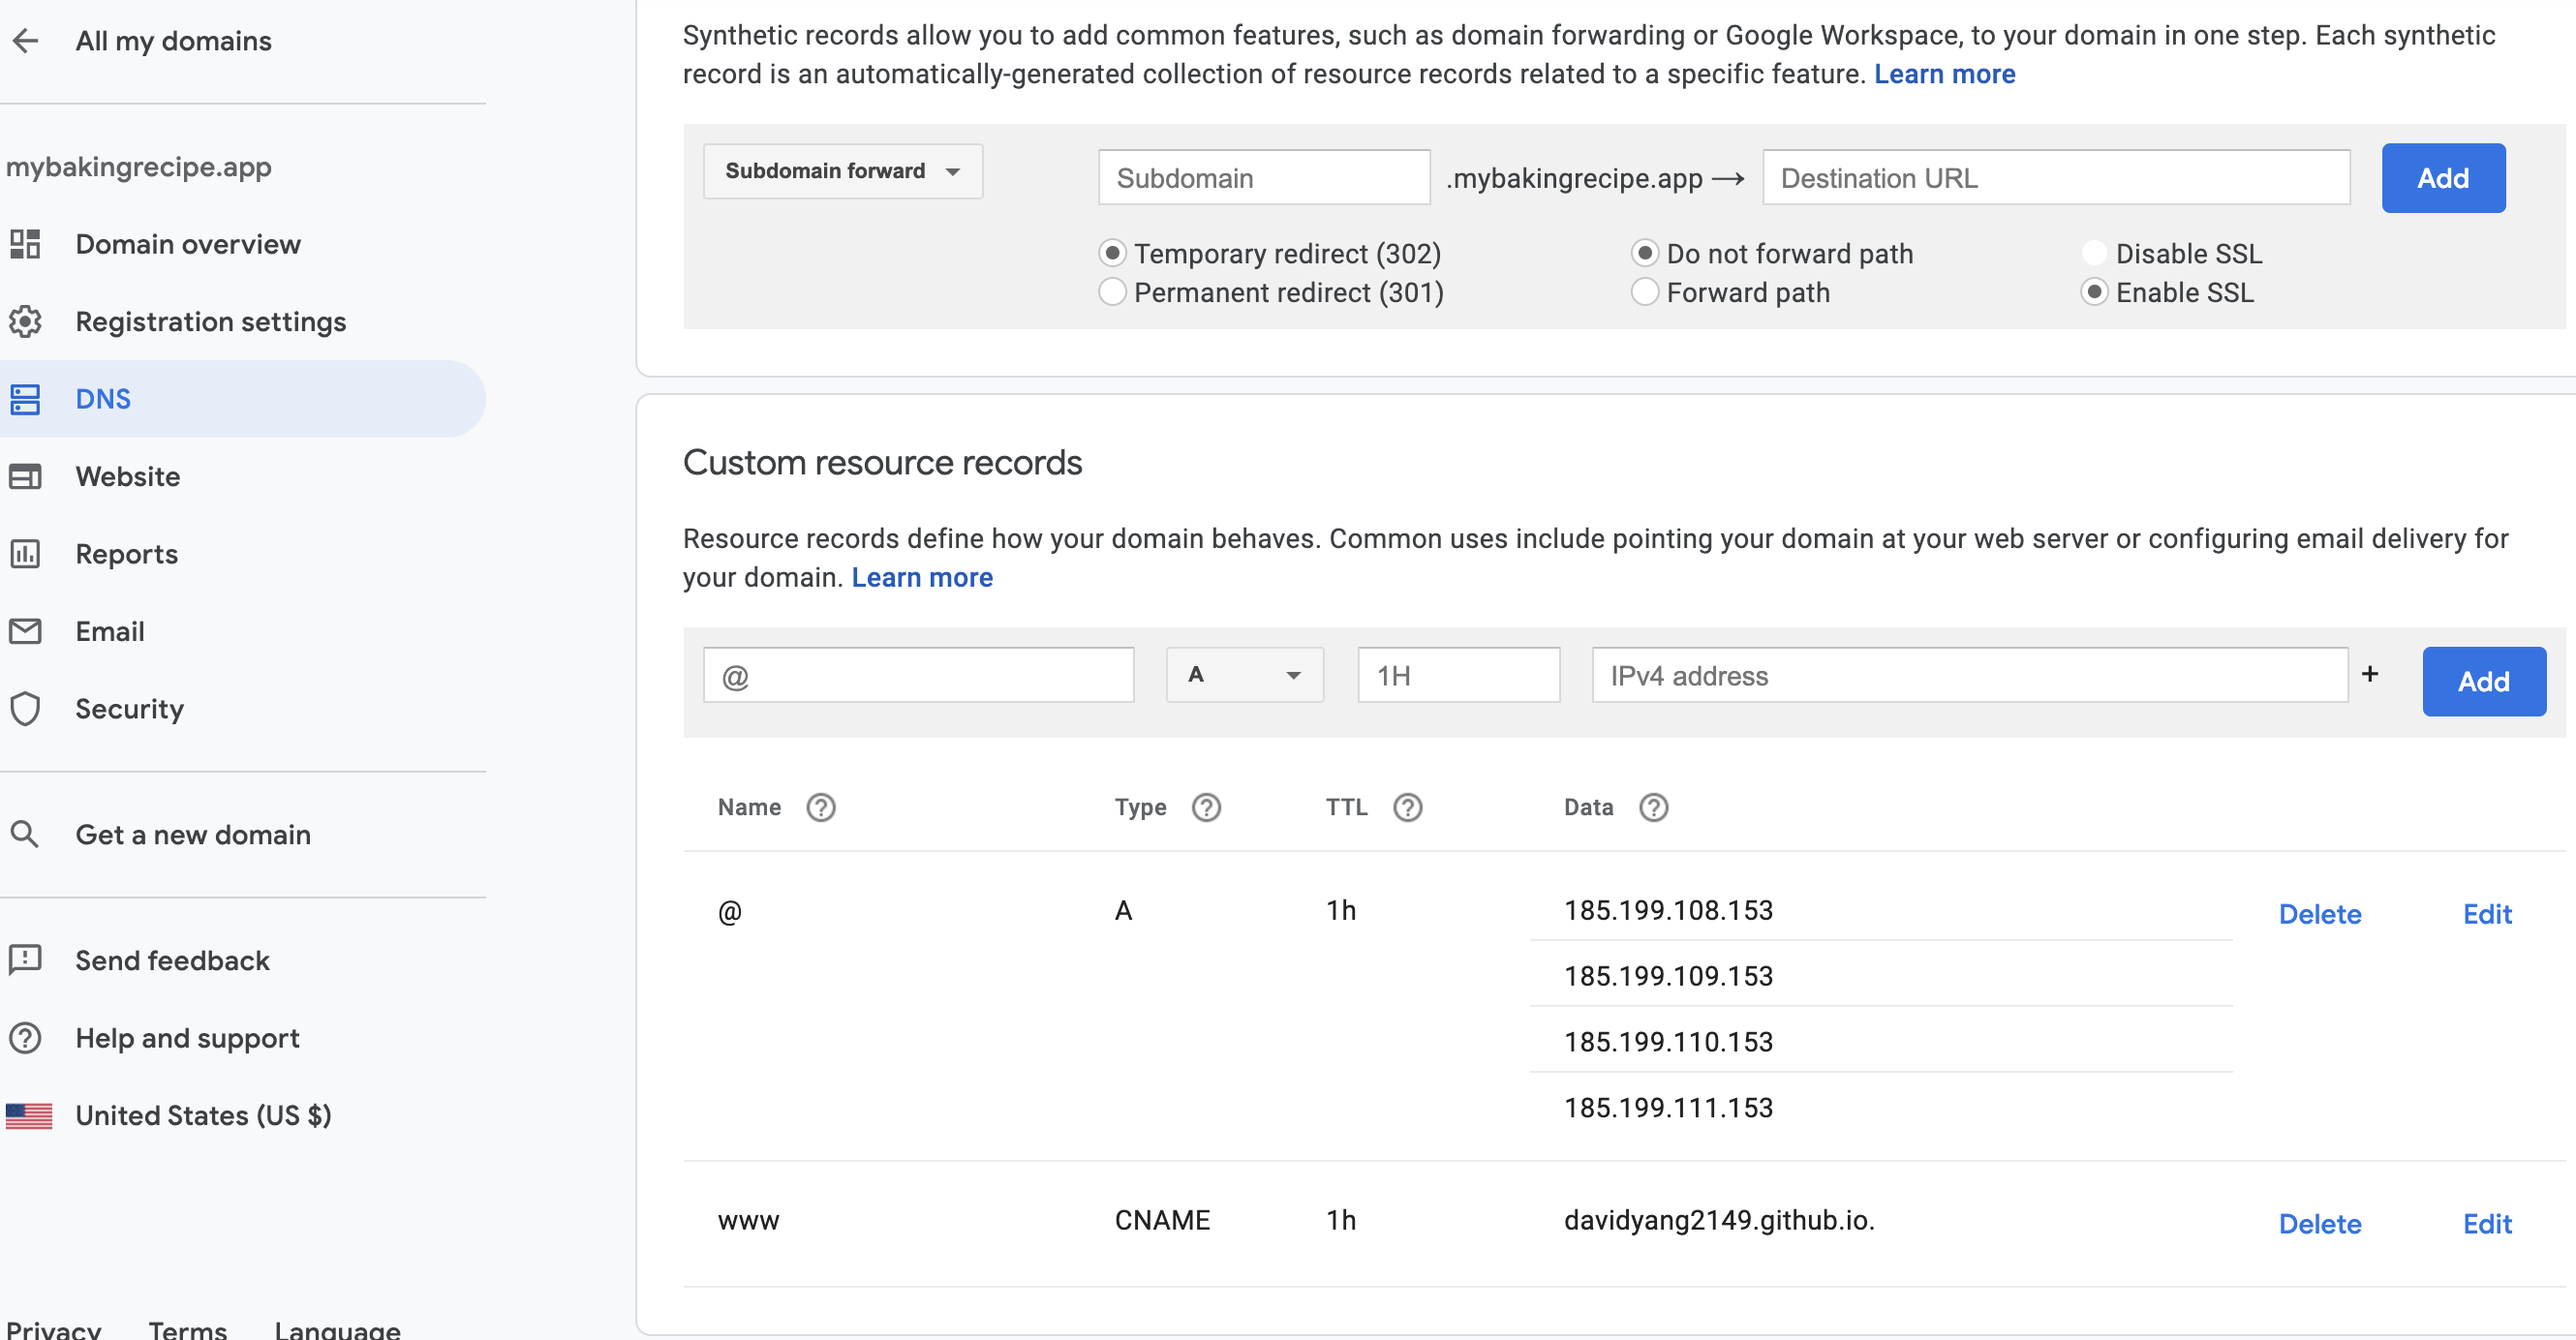 All my domains
mybakingrecipe.app
Domain overview
Registration settings
DNS
Website
Reports
Email
Security
Get a new domain
Send feedback
Help and support
United States (US $)
Privacy Terms Language
Synthetic records allow you to add common features, such as domain forwarding or Google Workspace, to your domain in one step. Each synthetic
record is an automatically-generated collection of resource records related to a specific feature. Learn more
Subdomain forward Subdomain .mybakingrecipe.app → Destination URL Add
Temporary redirect (302) Do not forward path Disable SSL
Permanent redirect (301) Forward path Enable SSL
Custom resource records
Resource records define how your domain behaves. Common uses include pointing your domain at your web server or configuring email delivery for
your domain. Learn more
@ A 1H IPv4 address + Add
Name ? Type ? TTL ? Data ?
@ A 1h 185.199.108.153 Delete Edit
185.199.109.153
185.199.110.153
185.199.111.153
www CNAME 1h davidyang2149.github.io. Delete Edit